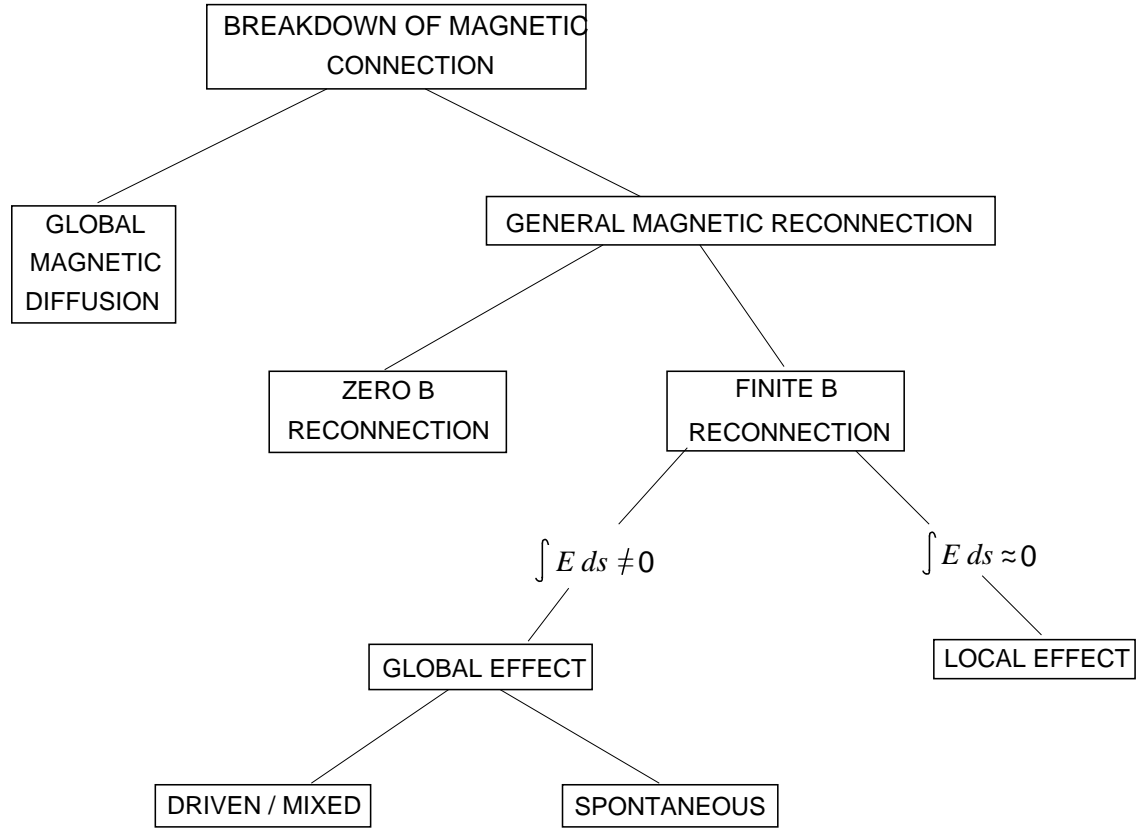 BREAKDOWN OF MAGNETIC
CONNECTION
GLOBAL
MAGNETIC
DIFFUSION
GENERAL MAGNETIC RECONNECTION
ZERO B
RECONNECTION
FINITE B
RECONNECTION
∫ E ds ≠ 0
∫ E ds ≈ 0
GLOBAL EFFECT
LOCAL EFFECT
DRIVEN / MIXED
SPONTANEOUS